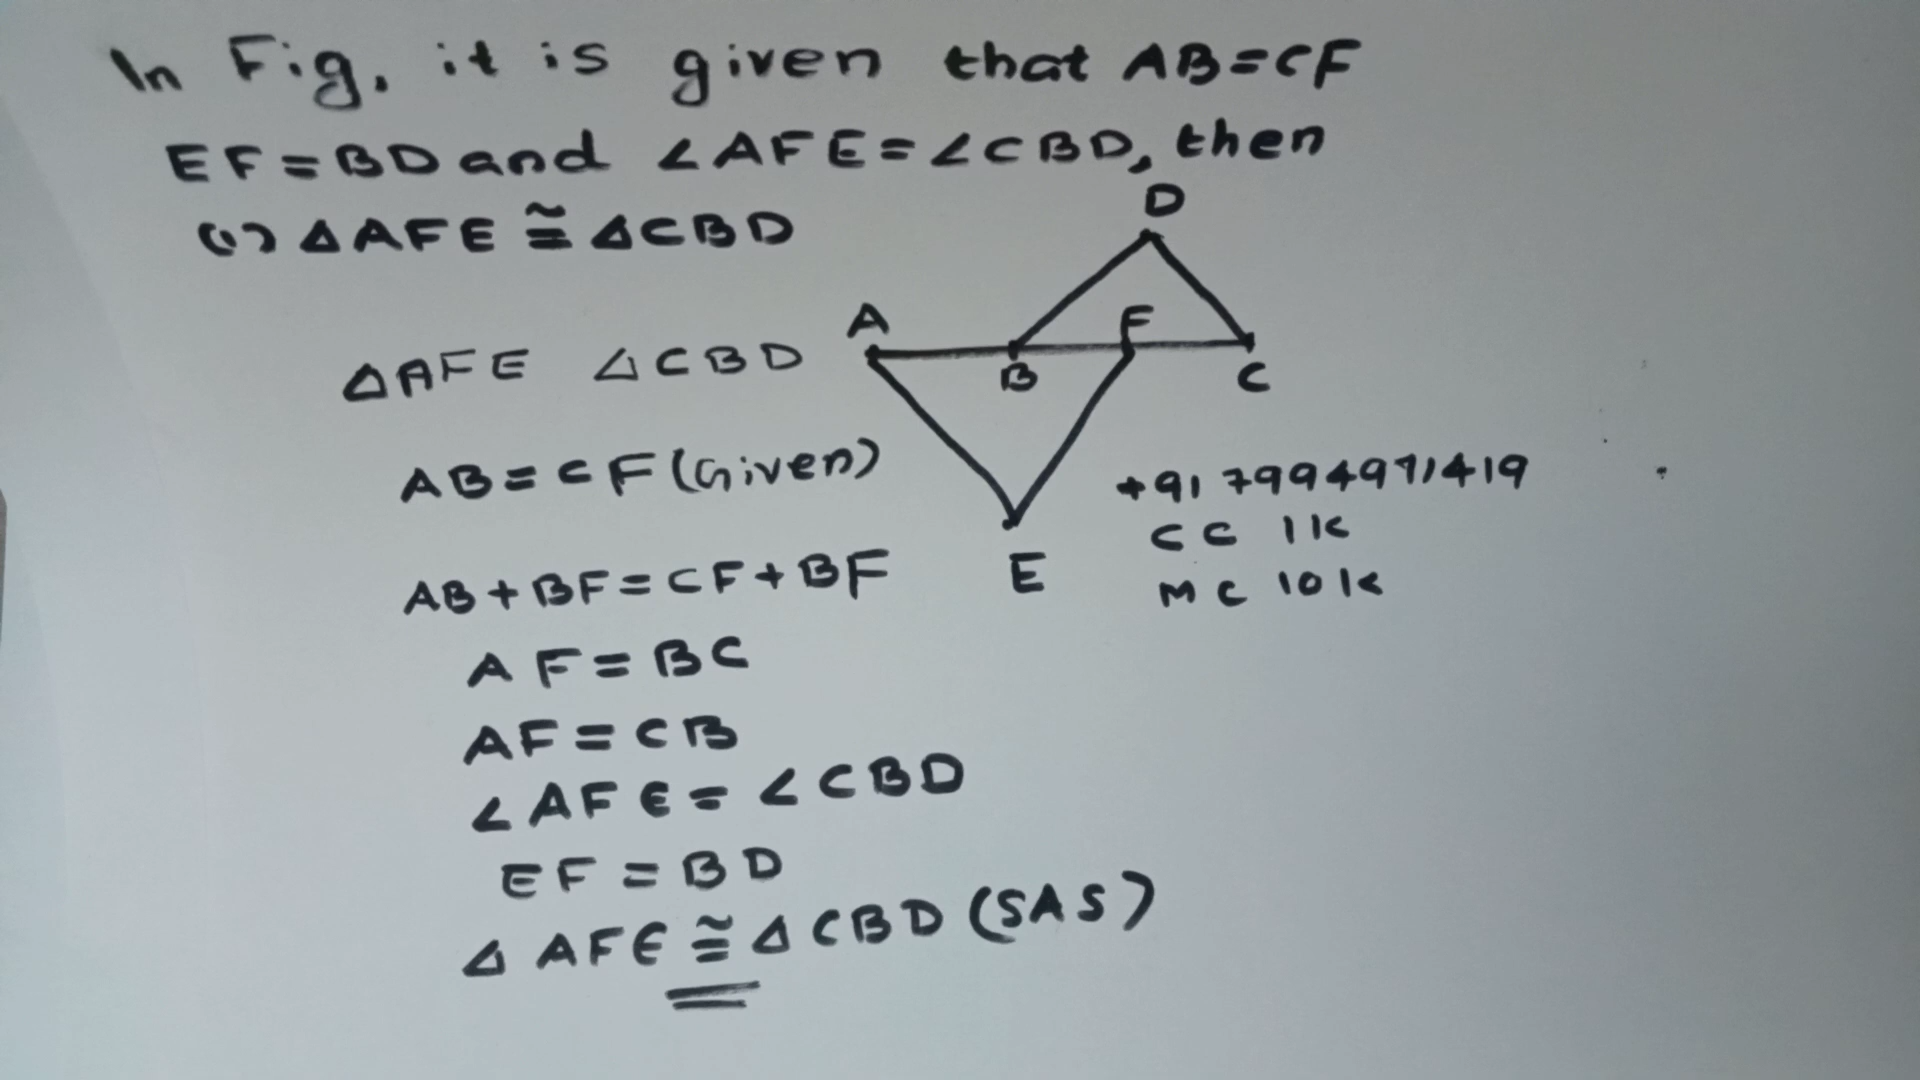 In Fig, it is given that AB=CF
EF=BD and ∠AFE=∠CBD, then
(i) ΔAFE ≅ ΔCBD
D
A
F
B
C
E
ΔAFE ΔCBD
AB=CF (Given)
+91 7994971419
CC 1K
MC 10K
AB+BF=CF+BF
AF=BC
AF=CB
∠AFE=∠CBD
EF=BD
Δ AFE ≅ Δ CBD (SAS)